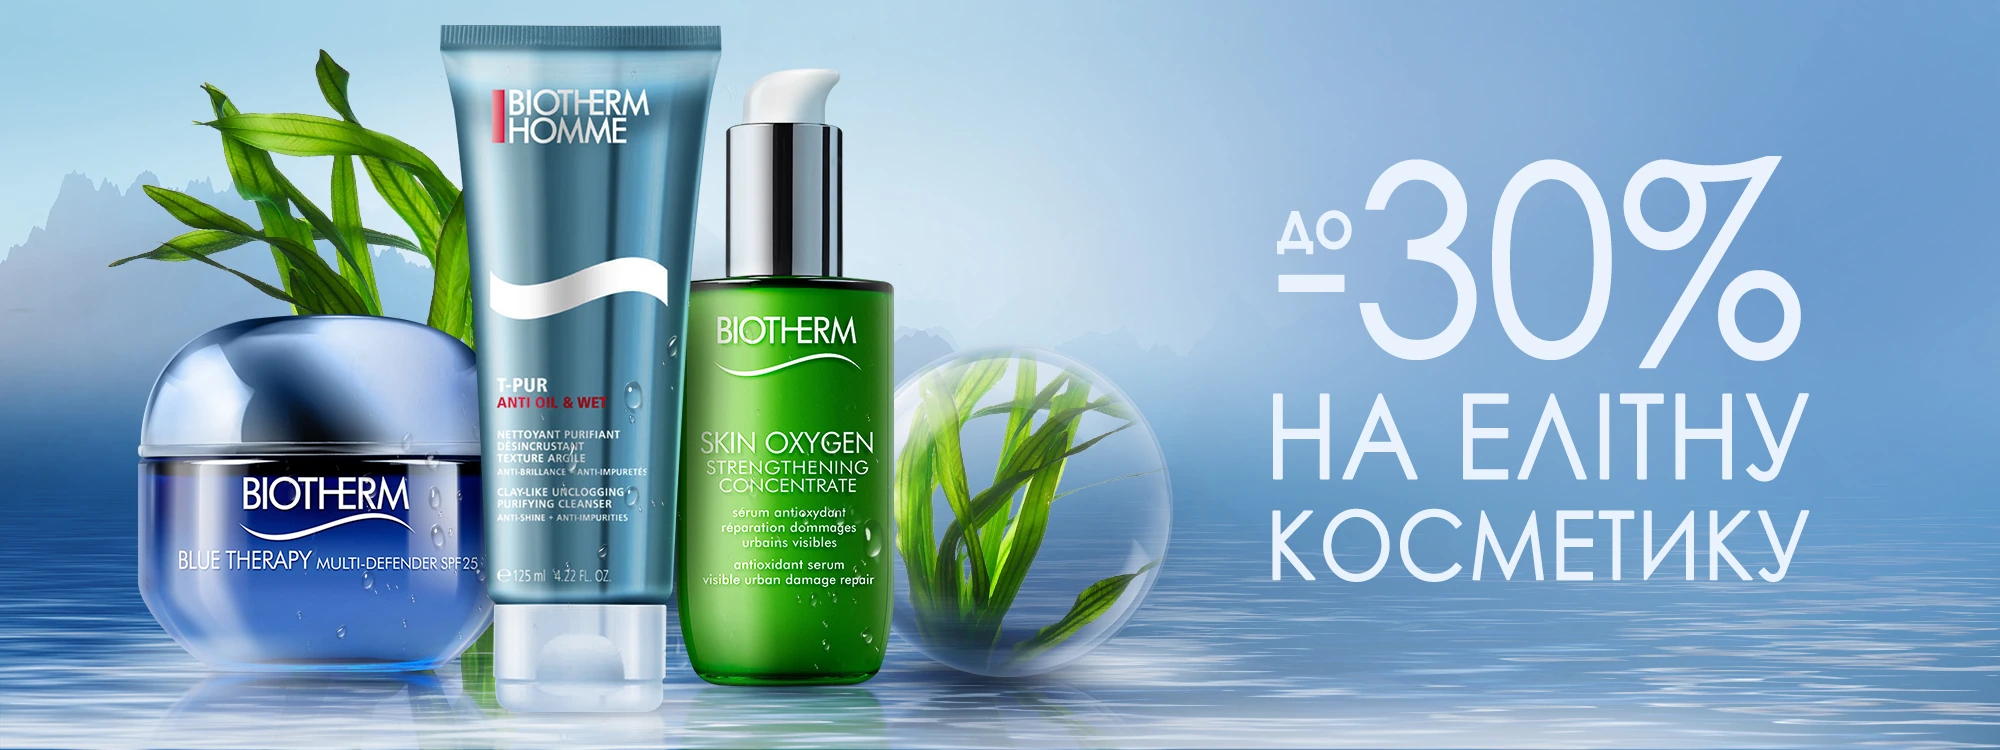 BIOTHERM
HOMME
T-PUR
ANTI OIL & WET
NETTOYANT PURIFIANT
DÉSINCRUSTANT
TEXTURE ARGILE
ANTI-BRILLANCE + ANTI-IMPURETÉS
CLAY-LIKE UNCLOGGING
PURIFYING CLEANSER
ANTI-SHINE + ANTI-IMPURITIES
℮ 125 ml 4.22 FL. OZ.
BIOTHERM
BLUE THERAPY MULTI-DEFENDER SPF 25
BIOTHERM
SKIN OXYGEN
STRENGTHENING
CONCENTRATE
sérum antioxydant
réparation dommages
urbains visibles
antioxidant serum
visible urban damage repair
ДО
-30%
НА ЕЛІТНУ
КОСМЕТИКУ